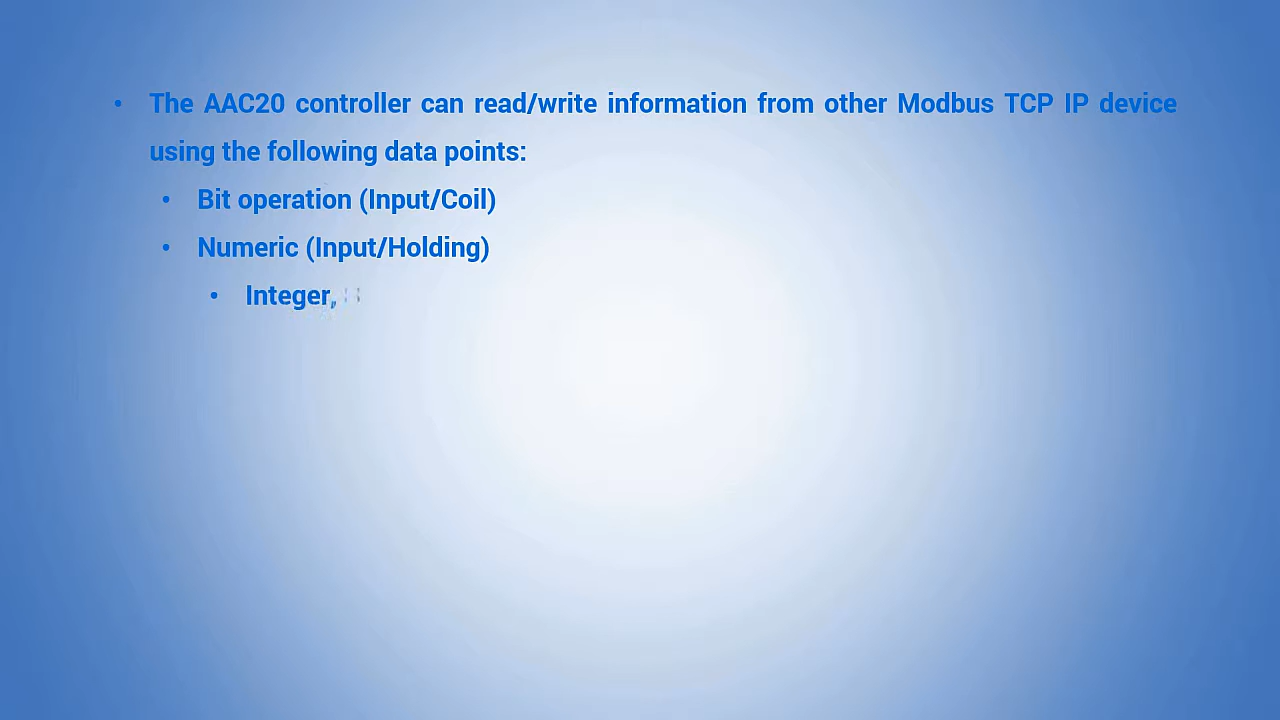 • The AAC20 controller can read/write information from other Modbus TCP IP device
using the following data points:
• Bit operation (Input/Coil)
• Numeric (Input/Holding)
• Integer,